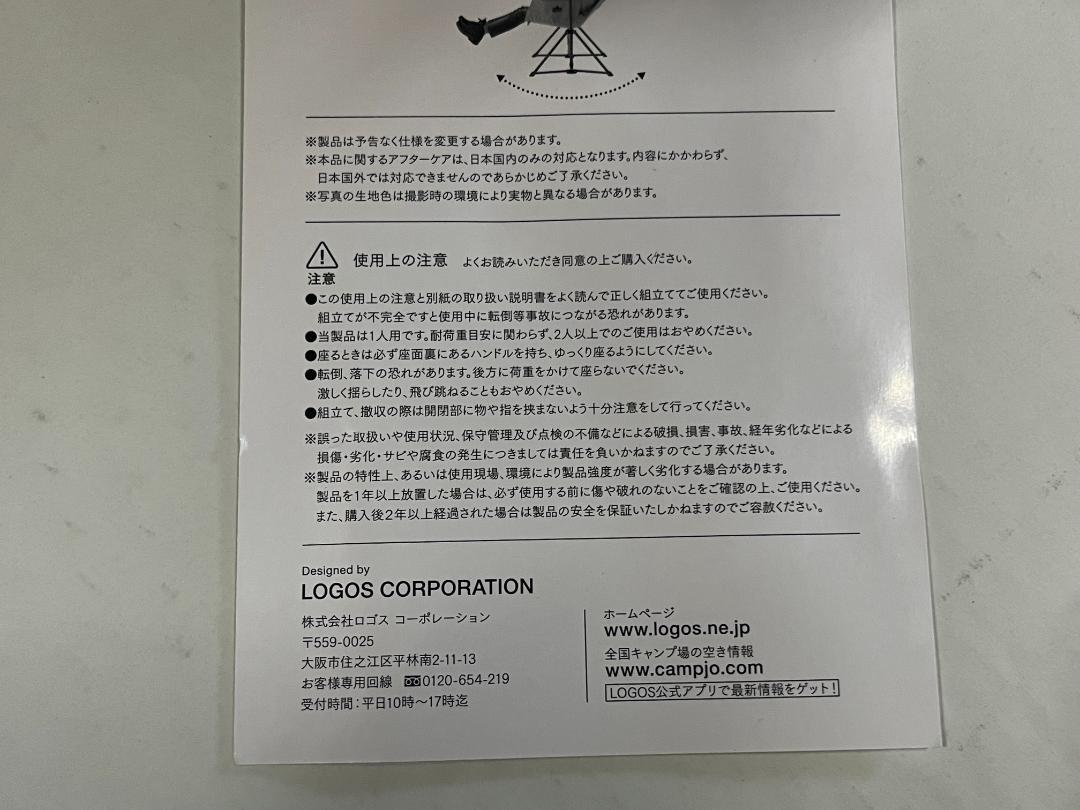 ※製品は予告なく仕様を変更する場合があります。
※本品に関するアフターケアは、日本国内のみの対応となります。内容にかかわらず、
日本国外では対応できませんのであらかじめご了承ください。
※写真の生地色は撮影時の環境により実物と異なる場合があります。
注意
使用上の注意 よくお読みいただき同意の上ご購入ください。
●この使用上の注意と別紙の取り扱い説明書をよく読んで正しく組立ててご使用ください。
組立てが不完全ですと使用中に転倒等事故につながる恐れがあります。
●当製品は1人用です。耐荷重目安に関わらず、2人以上でのご使用はおやめください。
●座るときは必ず座面裏にあるハンドルを持ち、ゆっくり座るようにしてください。
●転倒、落下の恐れがあります。後方に荷重をかけて座らないでください。
激しく揺らしたり、飛び跳ねることもおやめください。
●組立て、撤収の際は開閉部に物や指を挟まないよう十分注意をして行ってください。
※誤った取扱いや使用状況、保守管理及び点検の不備などによる破損、損害、事故、経年劣化などによる
損傷・劣化・サビや腐食の発生につきましては責任を負いかねますのでご了承ください。
※製品の特性上、あるいは使用現場、環境により製品強度が著しく劣化する場合があります。
製品を1年以上放置した場合は、必ず使用する前に傷や破れのないことをご確認の上、ご使用ください。
また、購入後2年以上経過された場合は製品の安全を保証いたしかねますのでご容赦ください。
Designed by
LOGOS CORPORATION
株式会社ロゴス コーポレーション
〒559-0025
大阪市住之江区平林南2-11-13
お客様専用回線 0120-654-219
受付時間：平日10時〜17時迄
ホームページ
www.logos.ne.jp
全国キャンプ場の空き情報
www.campjo.com
LOGOS公式アプリで最新情報をゲット！